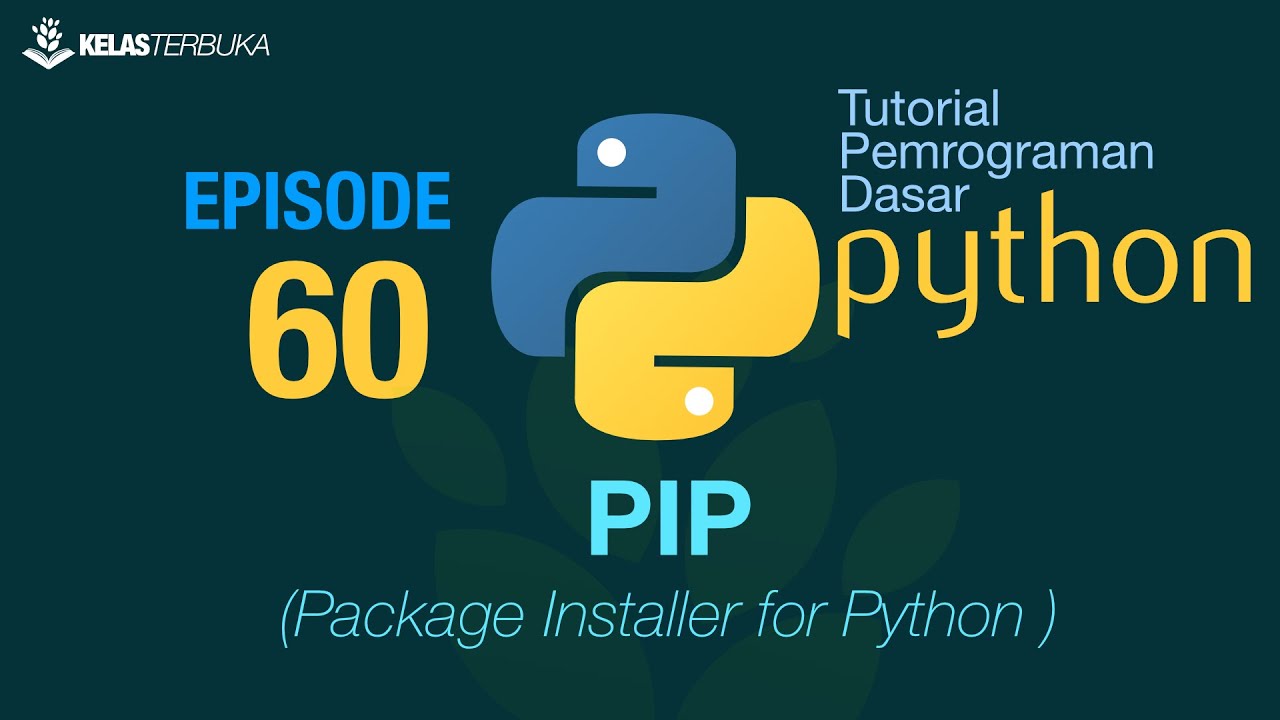 KELASTERBUKA
EPISODE
60
Tutorial
Pemrograman
Dasar
python
PIP
(Package Installer for Python )